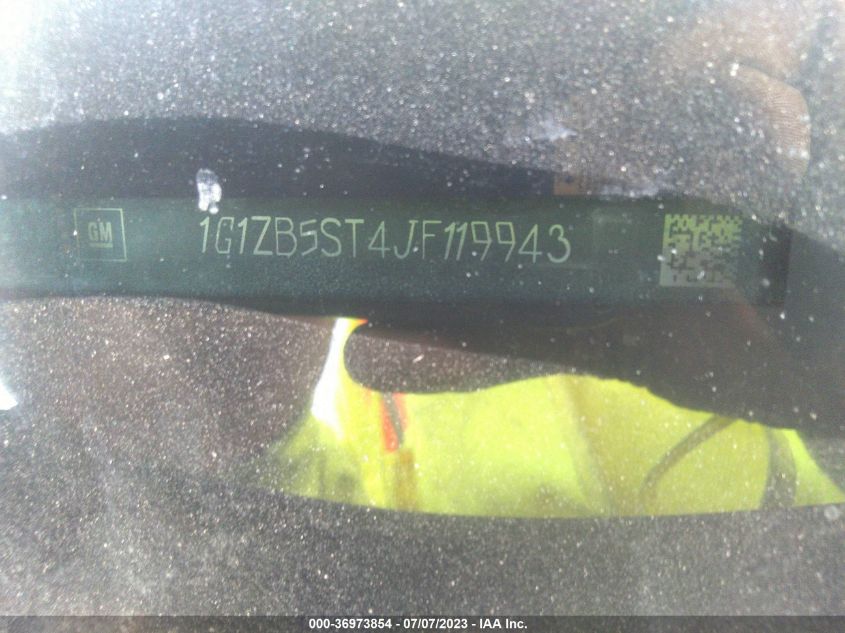 GM 1G1ZB5ST4JF119943
000-36973854 - 07/07/2023 - IAA Inc.